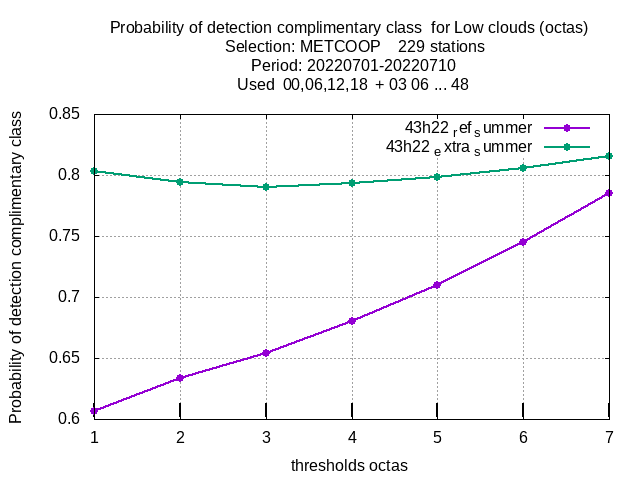 Probability of detection complimentary class  for Low clouds (octas)
Selection: METCOOP    229 stations
Period: 20220701-20220710
Used  00,06,12,18  + 03 06 ... 48
Probability of detection complimentary class
0.85
0.8
0.75
0.7
0.65
0.6
43h22 ref summer
43h22 extra summer
1 2 3 4 5 6 7
thresholds octas